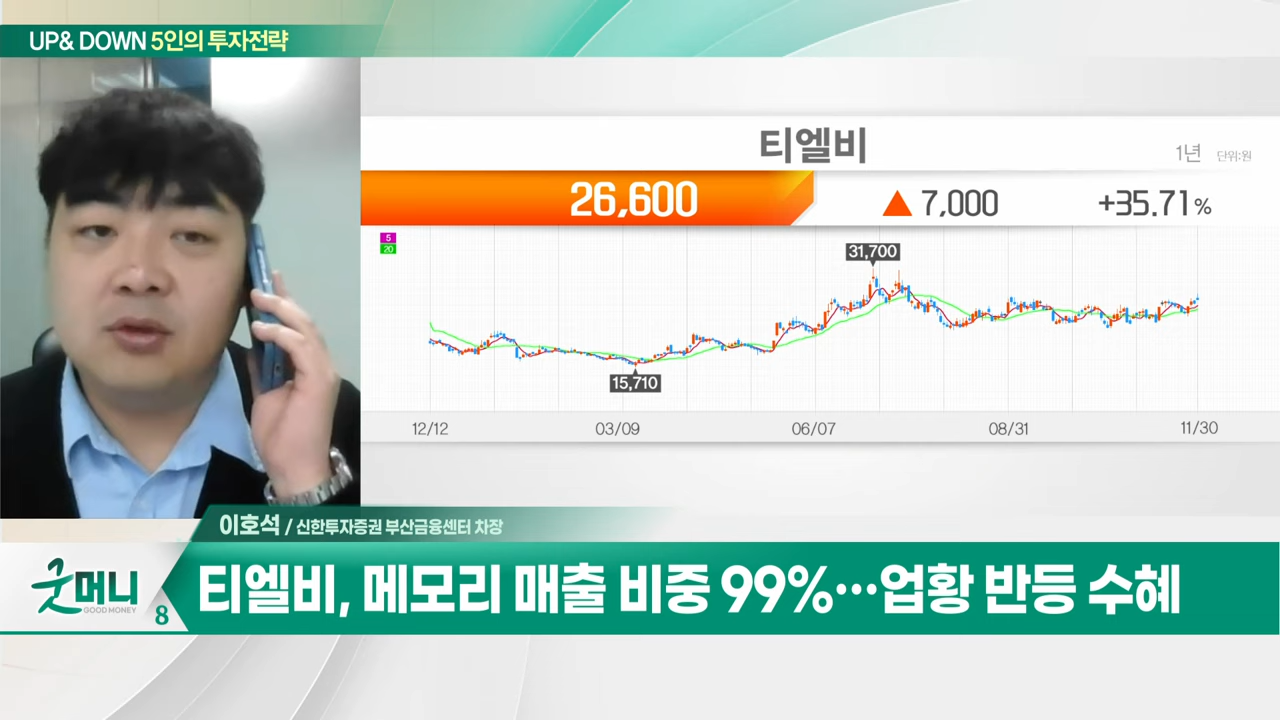 UP& DOWN 5인의 투자전략
티엘비
1년 단위:원
26,600 ▲ 7,000 +35.71%
5
20
31,700
15,710
12/12 03/09 06/07 08/31 11/30
이호석 / 신한투자증권 부산금융센터 차장
굿머니
GOOD MONEY
8
티엘비, 메모리 매출 비중 99%…업황 반등 수혜